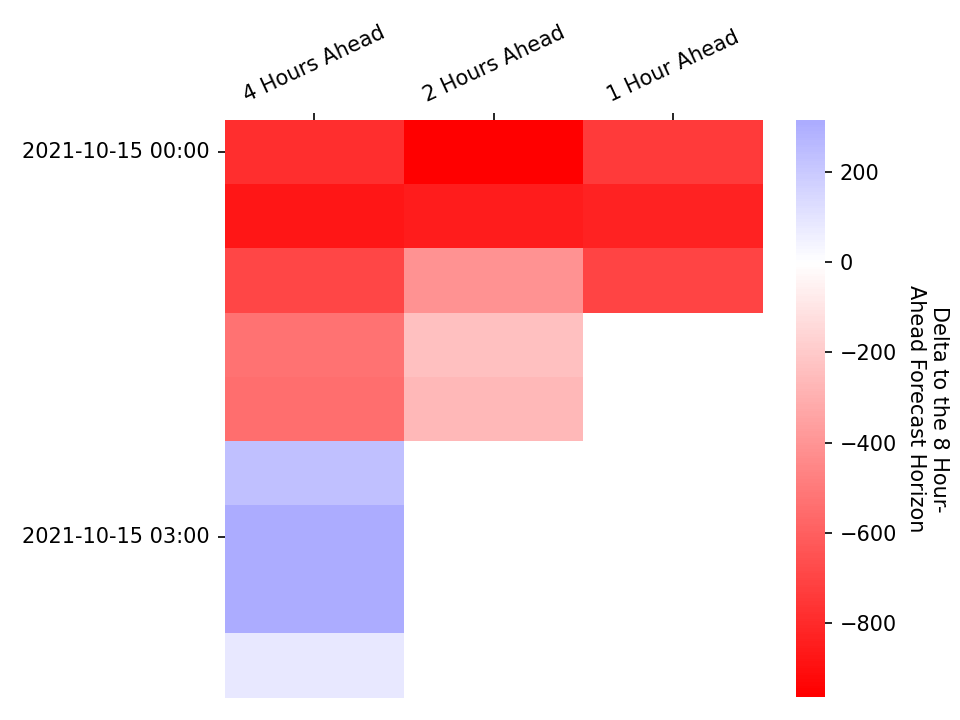 4 Hours Ahead
2 Hours Ahead
1 Hour Ahead
2021-10-15 00:00
2021-10-15 03:00
200
0
−200
−400
−600
−800
Delta to the 8 Hour-
Ahead Forecast Horizon